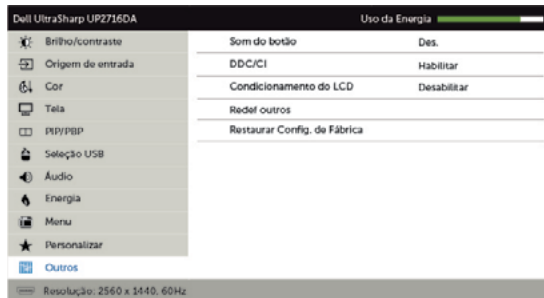 Dell UltraSharp UP2716DA
Uso da Energia
Brilho/contraste
Som do botão Des.
Origem de entrada
DDC/CI Habilitar
Cor
Condicionamento do LCD Desabilitar
Tela
Redef outros
PIP/PBP
Restaurar Config. de Fábrica
Seleção USB
Áudio
Energia
Menu
Personalizar
Outros
Resolução: 2560 x 1440, 60Hz